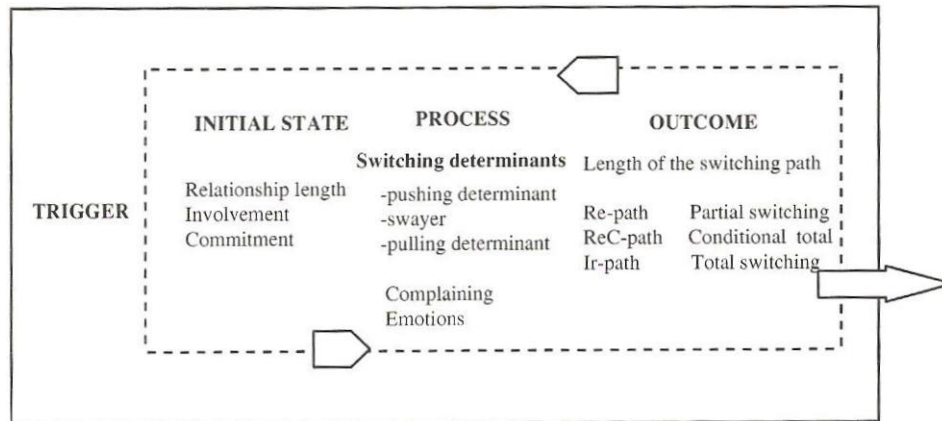 TRIGGER
INITIAL STATE
Relationship length
Involvement
Commitment
PROCESS
Switching determinants
-pushing determinant
-swayer
-pulling determinant
Complaining
Emotions
OUTCOME
Length of the switching path
Re-path Partial switching
ReC-path Conditional total
Ir-path Total switching